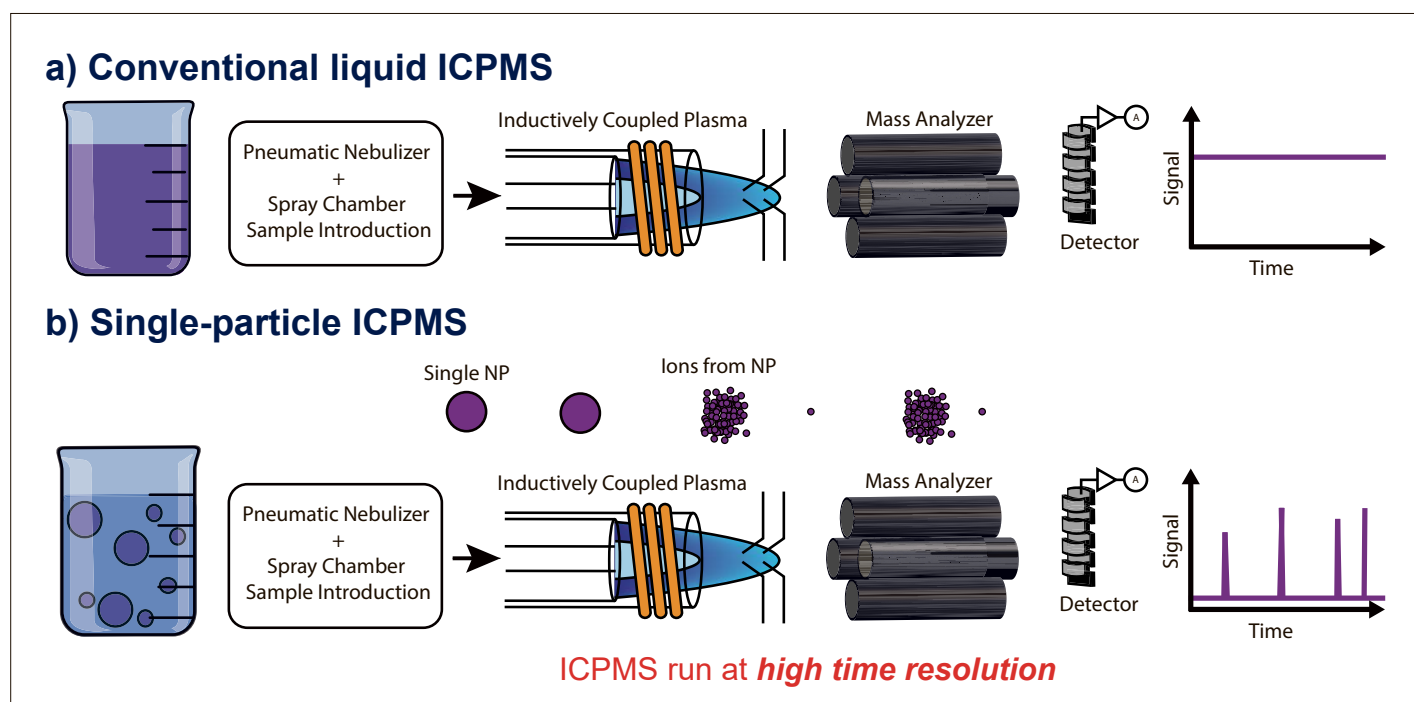 a) Conventional liquid ICPMS
Pneumatic Nebulizer
+
Spray Chamber
Sample Introduction
Inductively Coupled Plasma
Mass Analyzer
A
Detector
Signal
Time
b) Single-particle ICPMS
Single NP
Ions from NP
Pneumatic Nebulizer
+
Spray Chamber
Sample Introduction
Inductively Coupled Plasma
Mass Analyzer
A
Detector
Signal
Time
ICPMS run at high time resolution